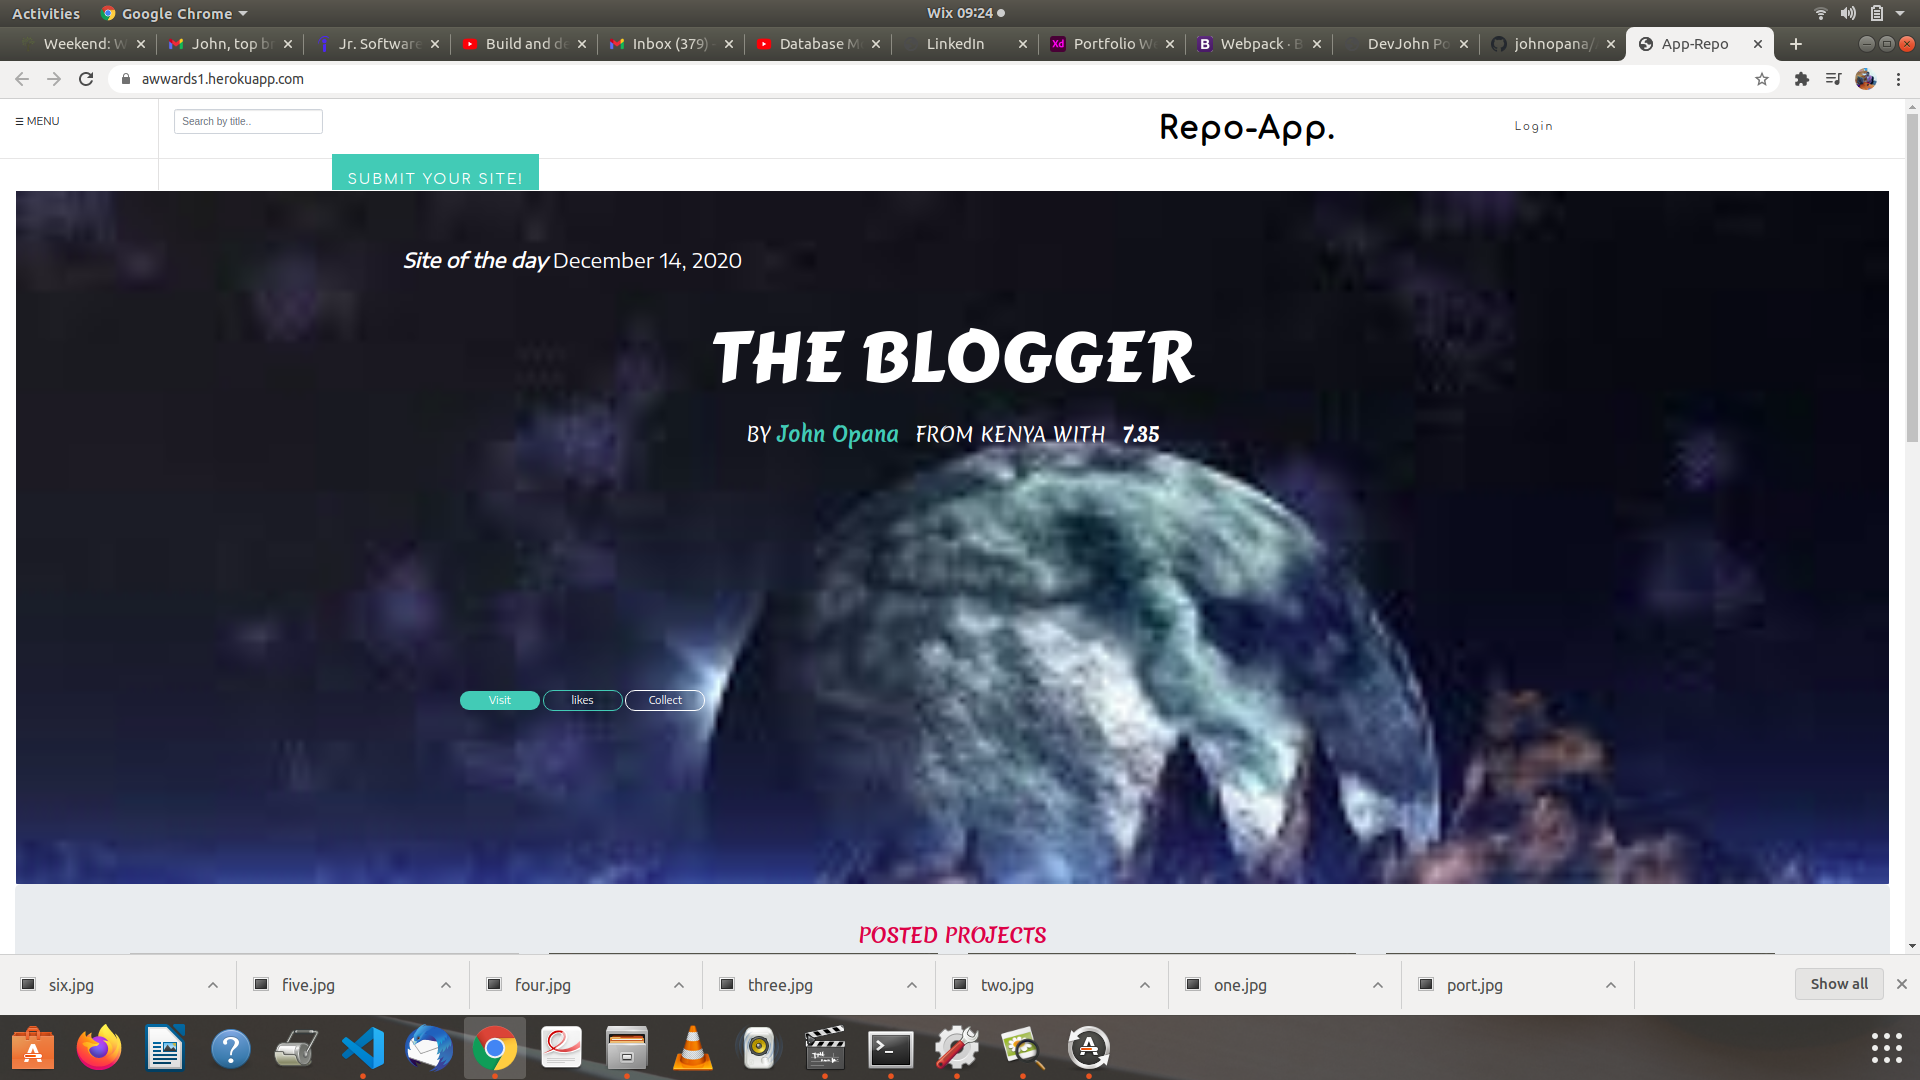 Activities Google Chrome Wix 09:24
Weekend: W John, top br Jr. Software Build and de Inbox (379) - Database Mo LinkedIn Portfolio Wo Webpack · B DevJohn Po johnopana/ App-Repo
awwards1.herokuapp.com
☰ MENU Search by title.. Repo-App. Login
SUBMIT YOUR SITE!
Site of the day December 14, 2020
THE BLOGGER
BY John Opana FROM KENYA WITH 7.35
Visit likes Collect
POSTED PROJECTS
six.jpg five.jpg four.jpg three.jpg two.jpg one.jpg port.jpg Show all